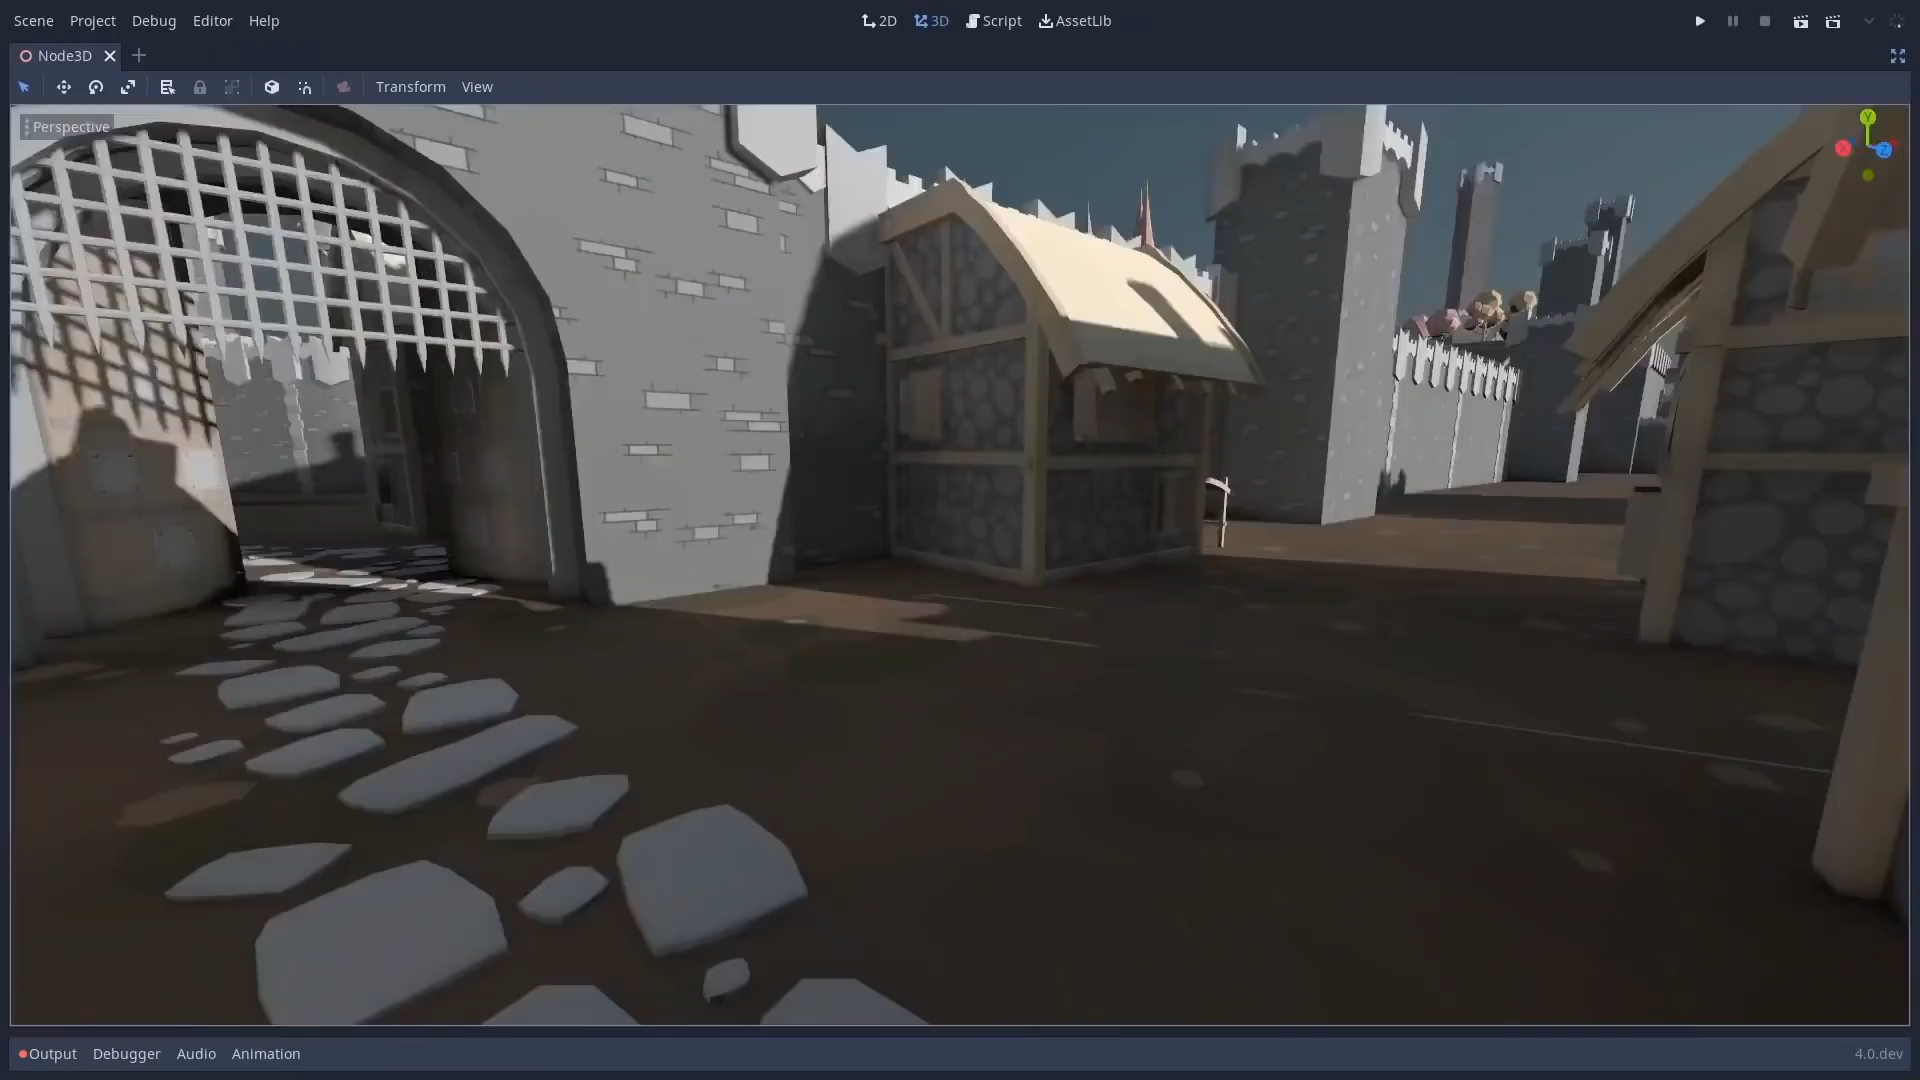 Scene Project Debug Editor Help 2D 3D Script AssetLib
Node3D
Transform View
Perspective
Y
X Z
Output Debugger Audio Animation 4.0.dev